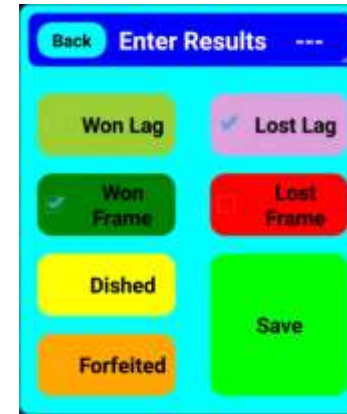 Back Enter Results ---
Won Lag Lost Lag
Won Lost
Frame Frame
Dished
Save
Forfeited